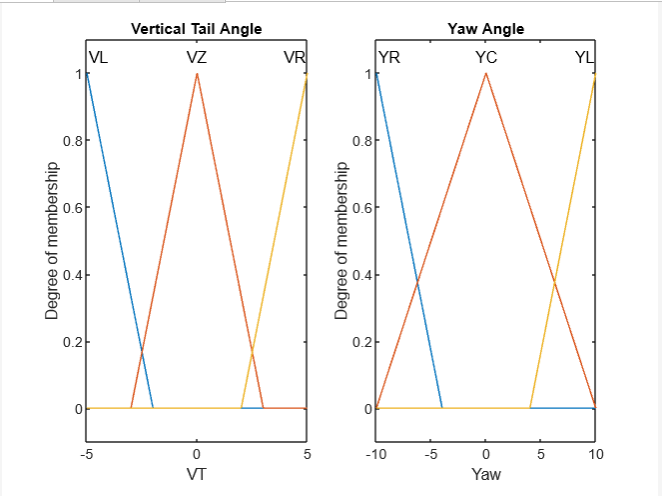 Vertical Tail Angle
VL VZ VR
1
0.8
0.6
0.4
0.2
0
Degree of membership
-5 0 5
VT
Yaw Angle
YR YC YL
1
0.8
0.6
0.4
0.2
0
Degree of membership
-10 -5 0 5 10
Yaw